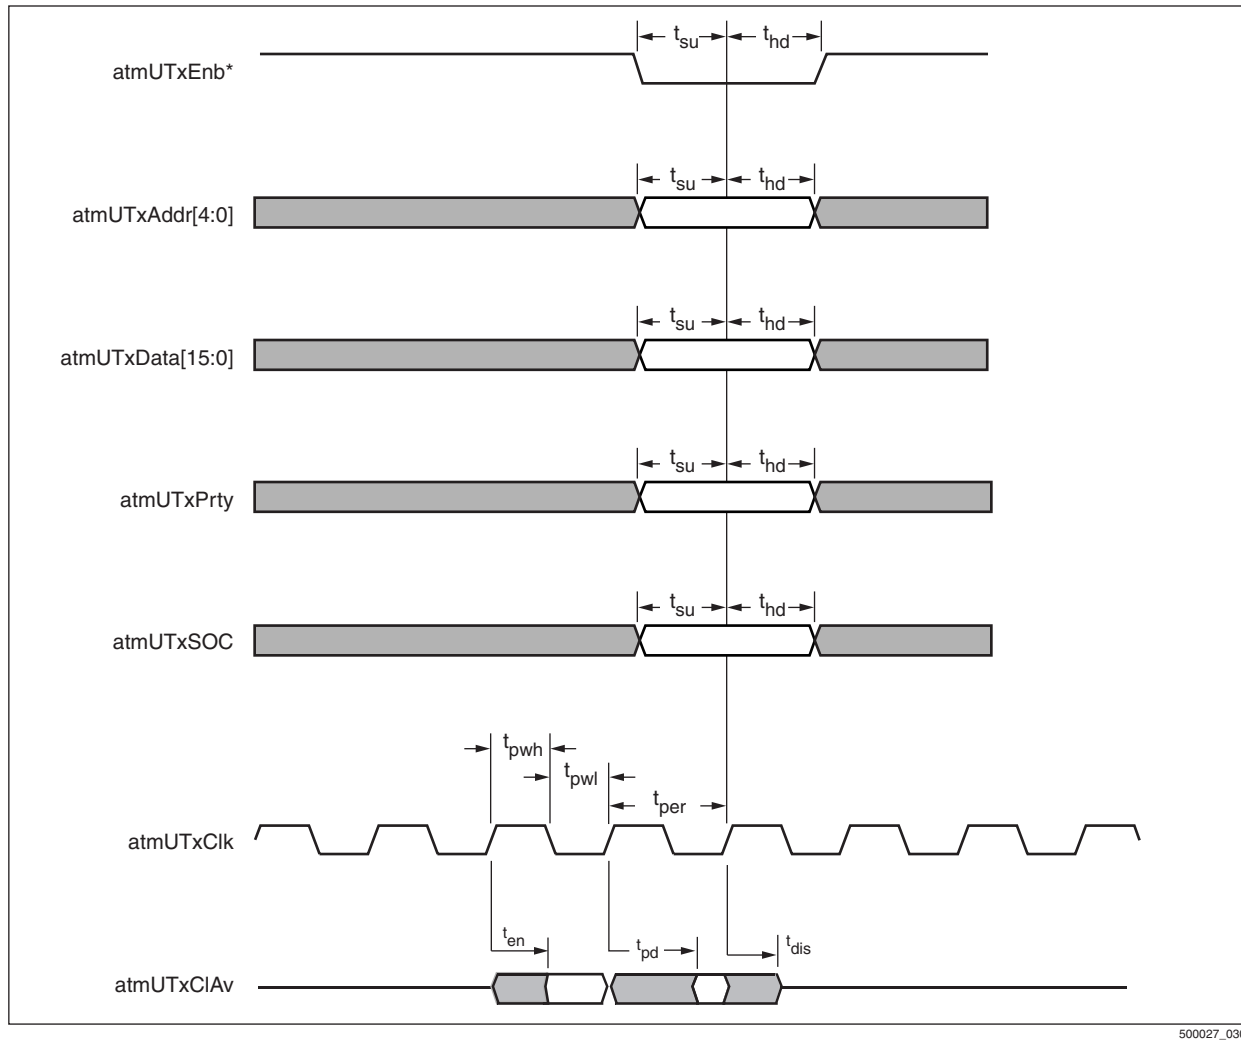 tsu thd
atmUTxEnb*
tsu thd
atmUTxAddr[4:0]
tsu thd
atmUTxData[15:0]
tsu thd
atmUTxPrty
tsu thd
atmUTxSOC
tpwh
tpwl
tper
atmUTxClk
ten tpd tdis
atmUTxClAv